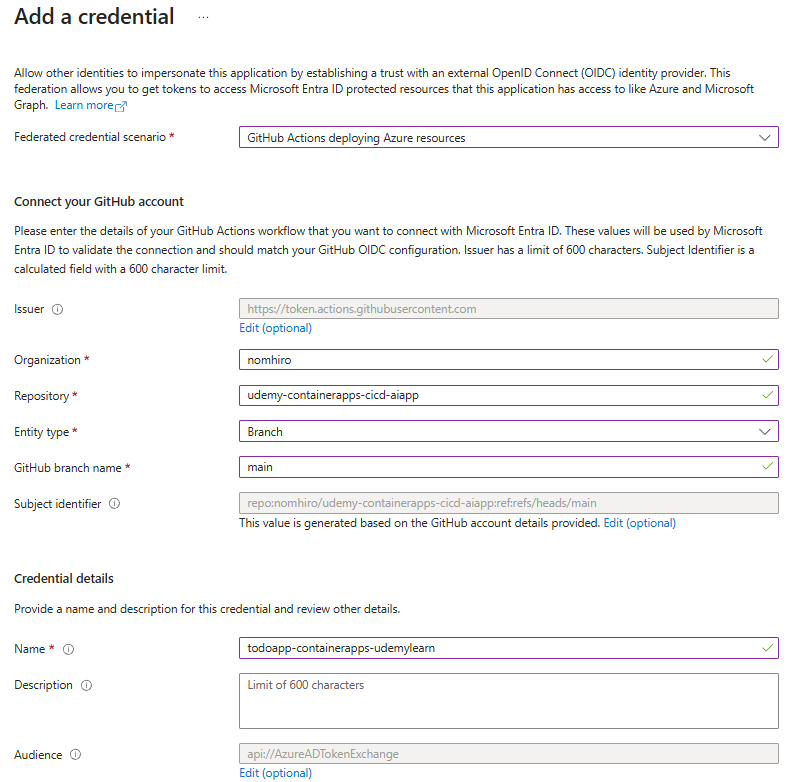 Add a credential ...
Allow other identities to impersonate this application by establishing a trust with an external OpenID Connect (OIDC) identity provider. This
federation allows you to get tokens to access Microsoft Entra ID protected resources that this application has access to like Azure and Microsoft
Graph. Learn more
Federated credential scenario *
GitHub Actions deploying Azure resources
Connect your GitHub account
Please enter the details of your GitHub Actions workflow that you want to connect with Microsoft Entra ID. These values will be used by Microsoft
Entra ID to validate the connection and should match your GitHub OIDC configuration. Issuer has a limit of 600 characters. Subject Identifier is a
calculated field with a 600 character limit.
Issuer
https://token.actions.githubusercontent.com
Edit (optional)
Organization *
nomhiro
Repository *
udemy-containerapps-cicd-aiapp
Entity type *
Branch
GitHub branch name *
main
Subject identifier
repo:nomhiro/udemy-containerapps-cicd-aiapp:ref:refs/heads/main
This value is generated based on the GitHub account details provided. Edit (optional)
Credential details
Provide a name and description for this credential and review other details.
Name *
todoapp-containerapps-udemylearn
Description
Limit of 600 characters
Audience
api://AzureADTokenExchange
Edit (optional)